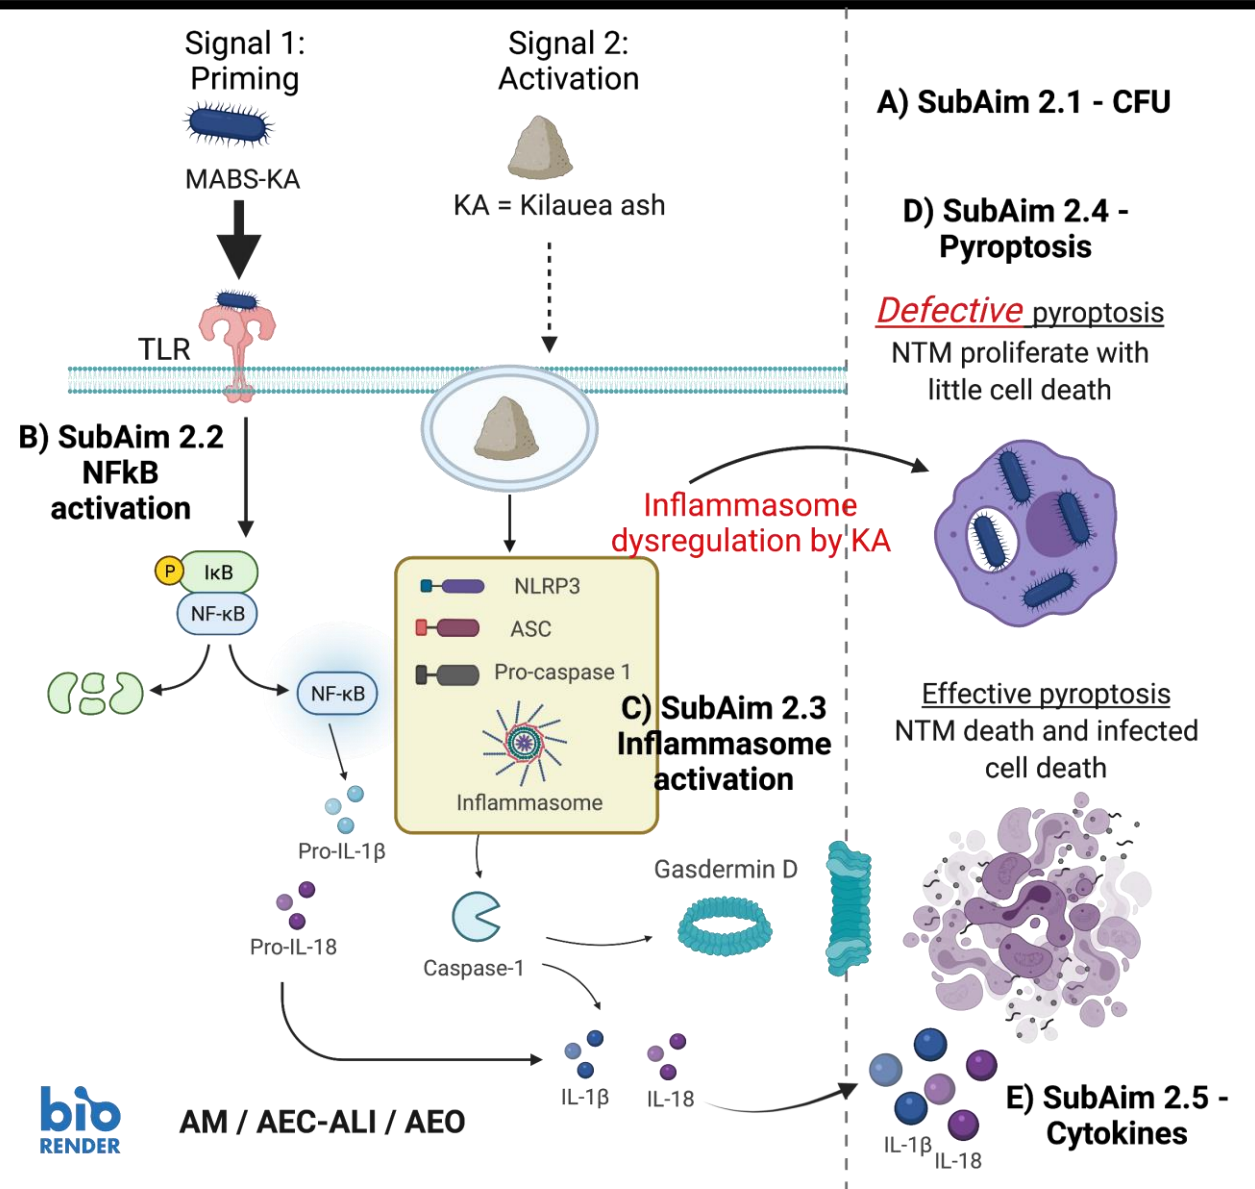 Signal 1:
Priming
MABS-KA
Signal 2:
Activation
KA = Kilauea ash
A) SubAim 2.1 - CFU
D) SubAim 2.4 -
Pyroptosis
Defective pyroptosis
NTM proliferate with
little cell death
TLR
B) SubAim 2.2
NFkB
activation
Inflammasome
dysregulation by KA
P
IκB
NF-κB
NF-κB
NLRP3
ASC
Pro-caspase 1
Inflammasome
C) SubAim 2.3
Inflammasome
activation
Effective pyroptosis
NTM death and infected
cell death
Pro-IL-1β
Pro-IL-18
Caspase-1
Gasdermin D
IL-1β
IL-18
IL-1β
IL-18
E) SubAim 2.5 -
Cytokines
bio
RENDER
AM / AEC-ALI / AEO